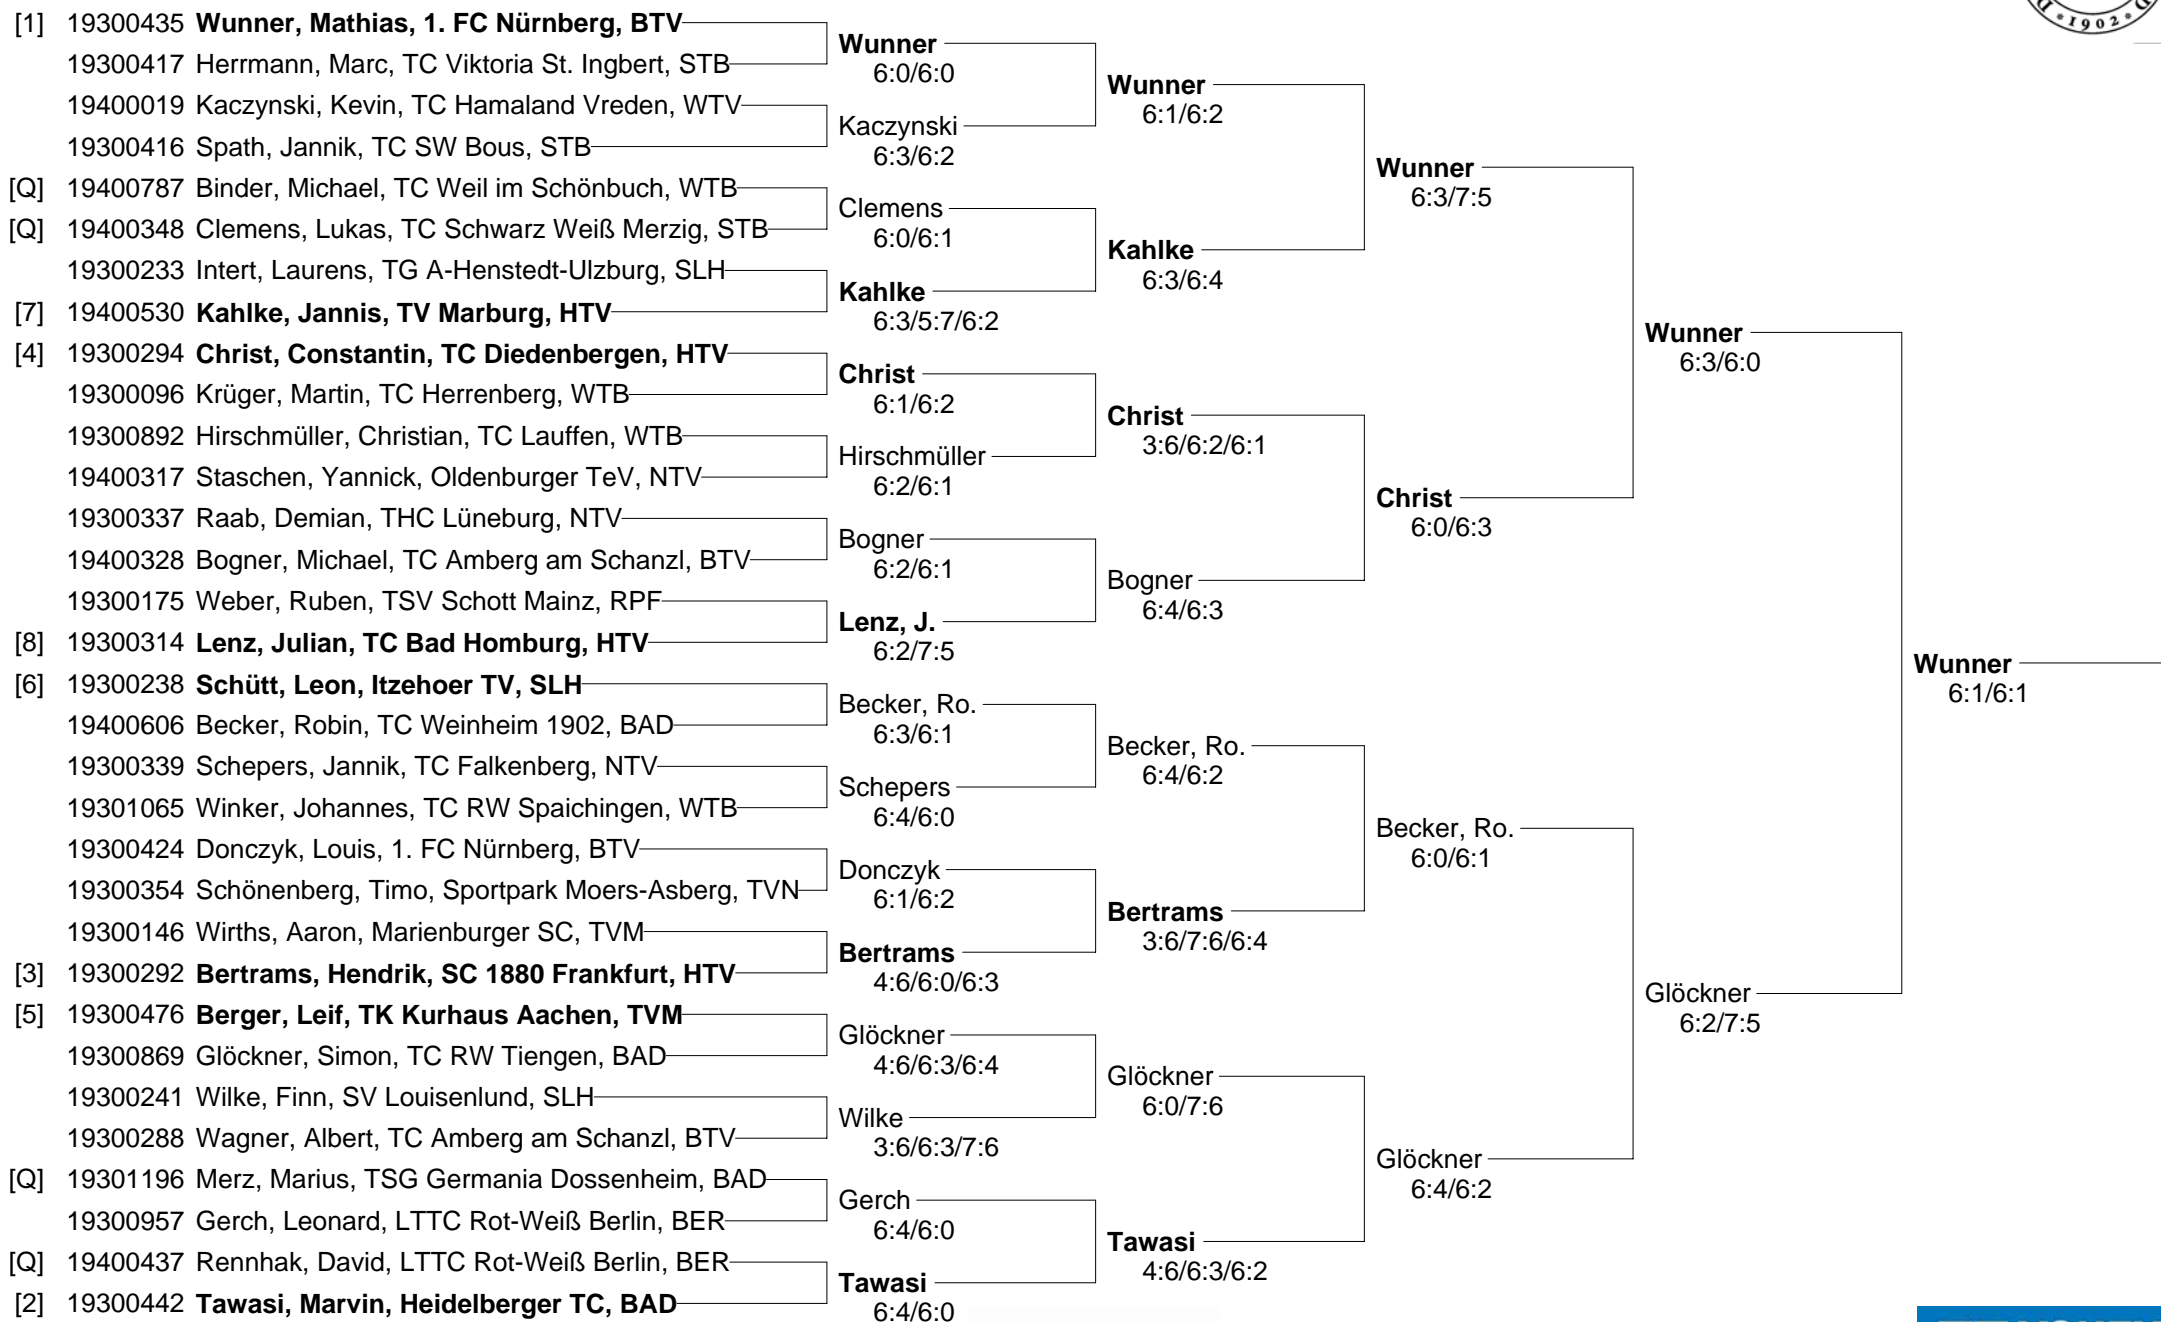 [1] 19300435 Wunner, Mathias, 1. FC Nürnberg, BTV
19300417 Herrmann, Marc, TC Viktoria St. Ingbert, STB
19400019 Kaczynski, Kevin, TC Hamaland Vreden, WTV
19300416 Spath, Jannik, TC SW Bous, STB
[Q] 19400787 Binder, Michael, TC Weil im Schönbuch, WTB
[Q] 19400348 Clemens, Lukas, TC Schwarz Weiß Merzig, STB
19300233 Intert, Laurens, TG A-Henstedt-Ulzburg, SLH
[7] 19400530 Kahlke, Jannis, TV Marburg, HTV
[4] 19300294 Christ, Constantin, TC Diedenbergen, HTV
19300096 Krüger, Martin, TC Herrenberg, WTB
19300892 Hirschmüller, Christian, TC Lauffen, WTB
19400317 Staschen, Yannick, Oldenburger TeV, NTV
19300337 Raab, Demian, THC Lüneburg, NTV
19400328 Bogner, Michael, TC Amberg am Schanzl, BTV
19300175 Weber, Ruben, TSV Schott Mainz, RPF
[8] 19300314 Lenz, Julian, TC Bad Homburg, HTV
[6] 19300238 Schütt, Leon, Itzehoer TV, SLH
19400606 Becker, Robin, TC Weinheim 1902, BAD
19300339 Schepers, Jannik, TC Falkenberg, NTV
19301065 Winker, Johannes, TC RW Spaichingen, WTB
19300424 Donczyk, Louis, 1. FC Nürnberg, BTV
19300354 Schönenberg, Timo, Sportpark Moers-Asberg, TVN
19300146 Wirths, Aaron, Marienburger SC, TVM
[3] 19300292 Bertrams, Hendrik, SC 1880 Frankfurt, HTV
[5] 19300476 Berger, Leif, TK Kurhaus Aachen, TVM
19300869 Glöckner, Simon, TC RW Tiengen, BAD
19300241 Wilke, Finn, SV Louisenlund, SLH
19300288 Wagner, Albert, TC Amberg am Schanzl, BTV
[Q] 19301196 Merz, Marius, TSG Germania Dossenheim, BAD
19300957 Gerch, Leonard, LTTC Rot-Weiß Berlin, BER
[Q] 19400437 Rennhak, David, LTTC Rot-Weiß Berlin, BER
[2] 19300442 Tawasi, Marvin, Heidelberger TC, BAD
Wunner
6:0/6:0
Kaczynski
6:3/6:2
Clemens
6:0/6:1
Kahlke
6:3/5:7/6:2
Christ
6:1/6:2
Hirschmüller
6:2/6:1
Bogner
6:2/6:1
Lenz, J.
6:2/7:5
Becker, Ro.
6:3/6:1
Schepers
6:4/6:0
Donczyk
6:1/6:2
Bertrams
4:6/6:0/6:3
Glöckner
4:6/6:3/6:4
Wilke
3:6/6:3/7:6
Gerch
6:4/6:0
Tawasi
6:4/6:0
Wunner
6:1/6:2
Kahlke
6:3/6:4
Christ
3:6/6:2/6:1
Bogner
6:4/6:3
Becker, Ro.
6:4/6:2
Bertrams
3:6/7:6/6:4
Glöckner
6:0/7:6
Tawasi
4:6/6:3/6:2
Wunner
6:3/7:5
Christ
6:0/6:3
Becker, Ro.
6:0/6:1
Glöckner
6:4/6:2
Wunner
6:3/6:0
Glöckner
6:2/7:5
Wunner
6:1/6:1
1902